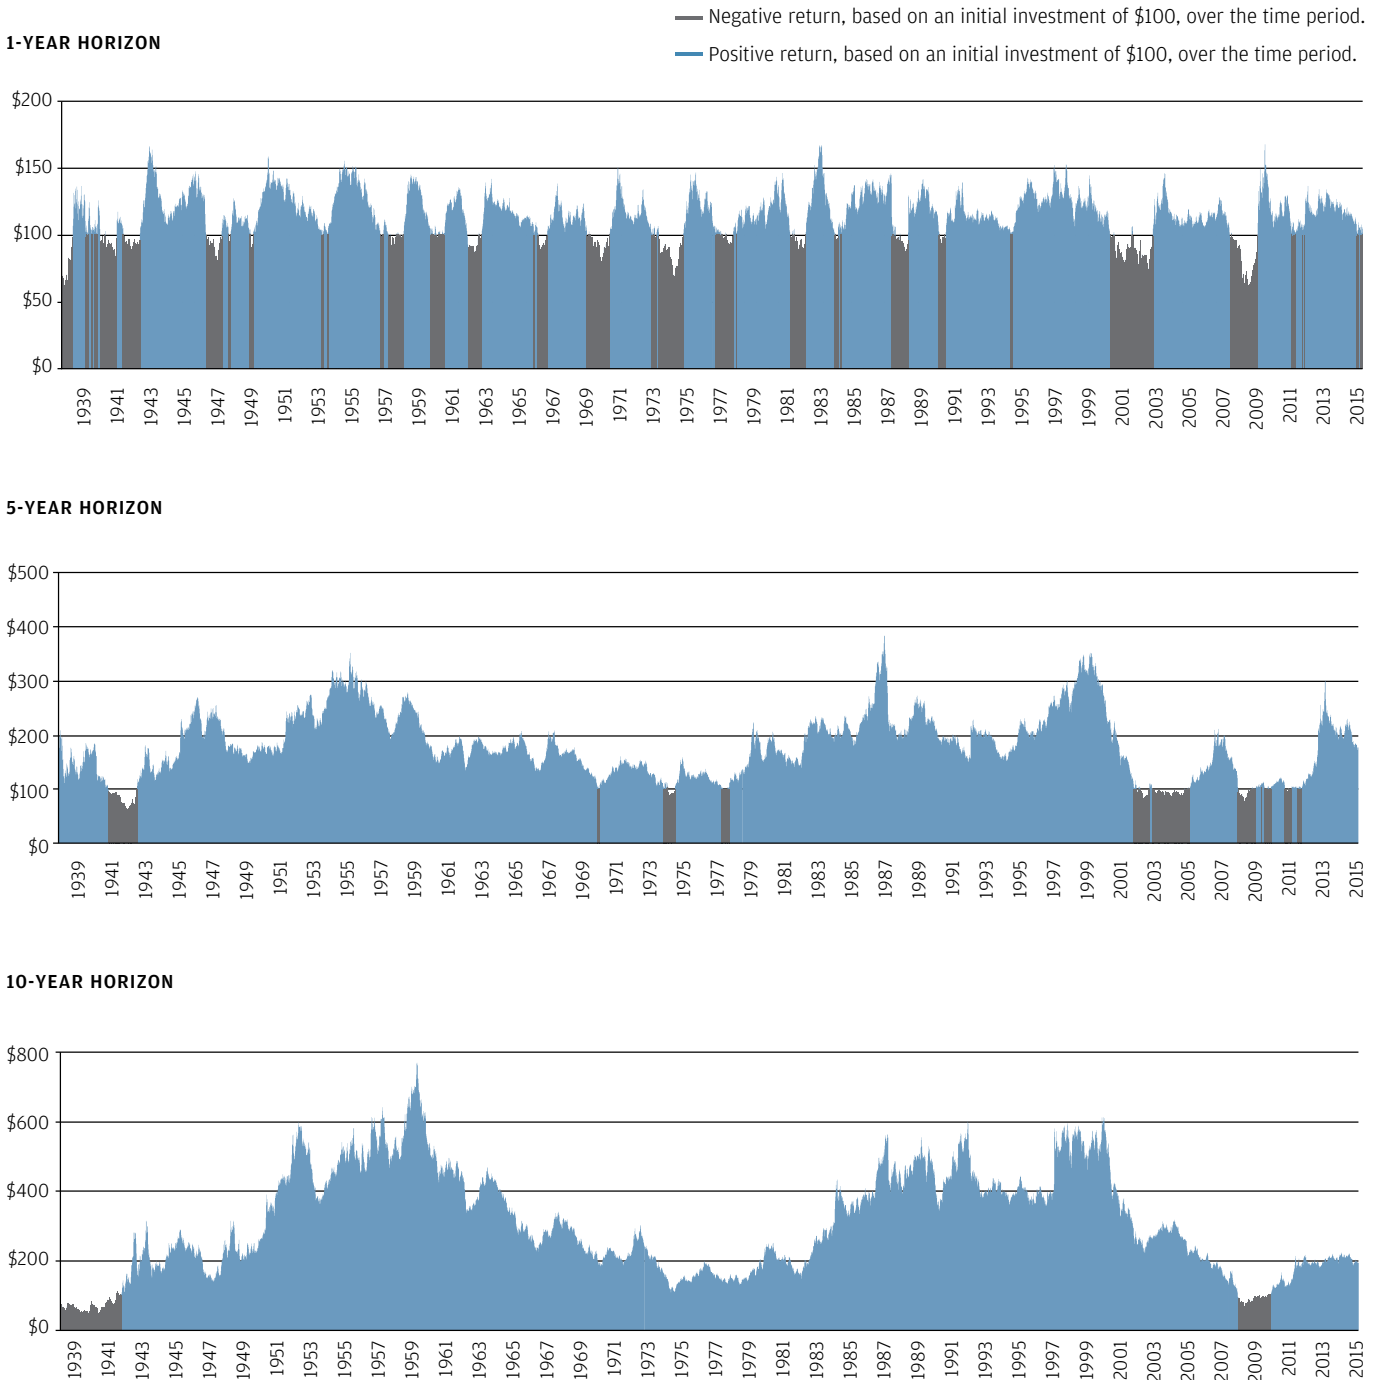 Negative return, based on an initial investment of $100, over the time period.
1-YEAR HORIZON
Positive return, based on an initial investment of $100, over the time period.
$200
$150
$100
$50
$0
1939 1941 1943 1945 1947 1949 1951 1953 1955 1957 1959 1961 1963 1965 1967 1969 1971 1973 1975 1977 1979 1981 1983 1985 1987 1989 1991 1993 1995 1997 1999 2001 2003 2005 2007 2009 2011 2013 2015
5-YEAR HORIZON
$500
$400
$300
$200
$100
$0
1939 1941 1943 1945 1947 1949 1951 1953 1955 1957 1959 1961 1963 1965 1967 1969 1971 1973 1975 1977 1979 1981 1983 1985 1987 1989 1991 1993 1995 1997 1999 2001 2003 2005 2007 2009 2011 2013 2015
10-YEAR HORIZON
$800
$600
$400
$200
$0
1939 1941 1943 1945 1947 1949 1951 1953 1955 1957 1959 1961 1963 1965 1967 1969 1971 1973 1975 1977 1979 1981 1983 1985 1987 1989 1991 1993 1995 1997 1999 2001 2003 2005 2007 2009 2011 2013 2015